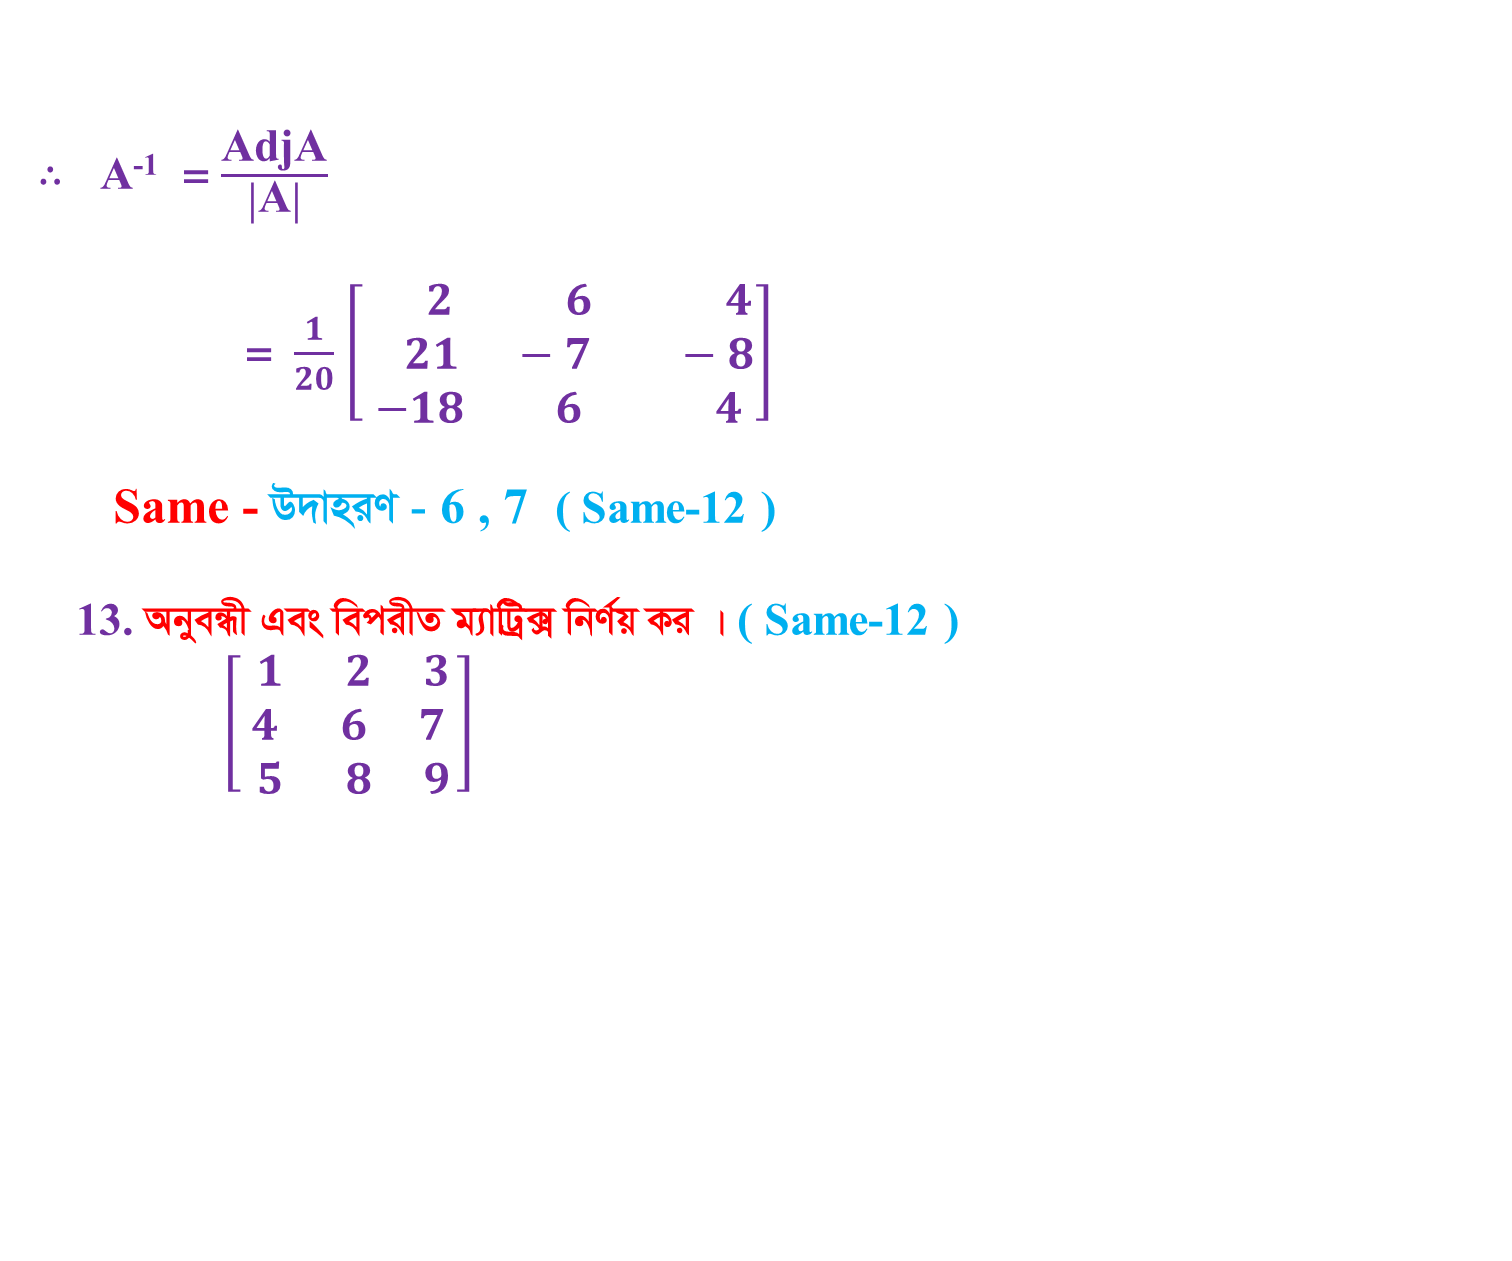 ∴ A⁻¹ = AdjA / |A|
= 1/20 [ 2 6 4
21 − 7 − 8
−18 6 4 ]
Same - উদাহরণ - 6 , 7 ( Same-12 )
13. অনুবন্ধী এবং বিপরীত ম্যাট্রিক্স নির্ণয় কর । ( Same-12 )
[ 1 2 3
4 6 7
5 8 9 ]